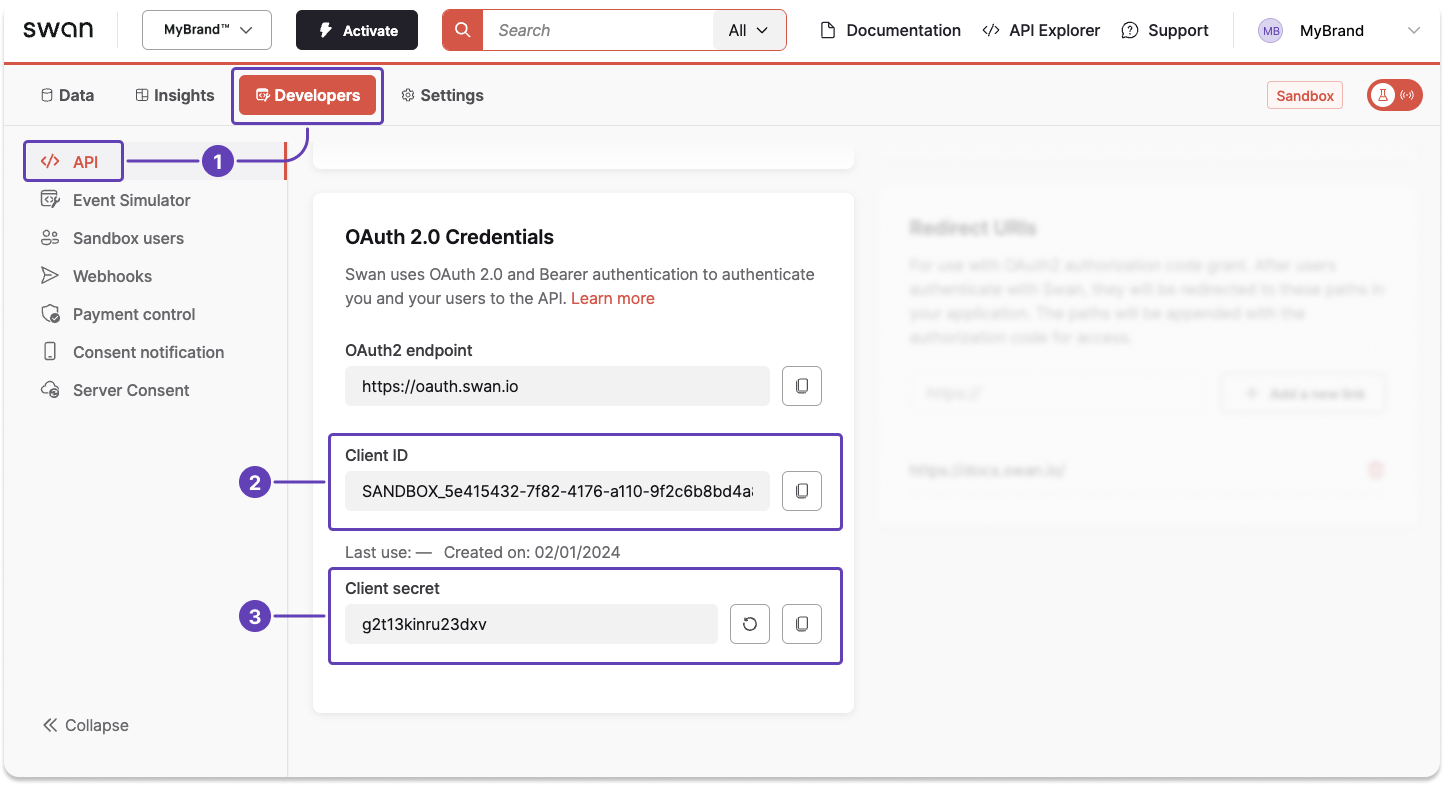 swan
MyBrand™
Activate
Search
All
Documentation
API Explorer
Support
MB
MyBrand
Data
Insights
Developers
Settings
Sandbox
API
1
Event Simulator
Sandbox users
Webhooks
Payment control
Consent notification
Server Consent
Collapse
OAuth 2.0 Credentials
Swan uses OAuth 2.0 and Bearer authentication to authenticate
you and your users to the API. Learn more
OAuth2 endpoint
https://oauth.swan.io
2
Client ID
SANDBOX_5e415432-7f82-4176-a110-9f2c6b8bd4a
Last use: — Created on: 02/01/2024
3
Client secret
g2t13kinru23dxv
Redirect URIs
For use with OAuth2 authorization code grant. After users
authenticate with Swan, they will be redirected to these paths in
your application. The paths will be appended with the
authorization code for access.
https://
Add a new link
https://docs.swan.io/